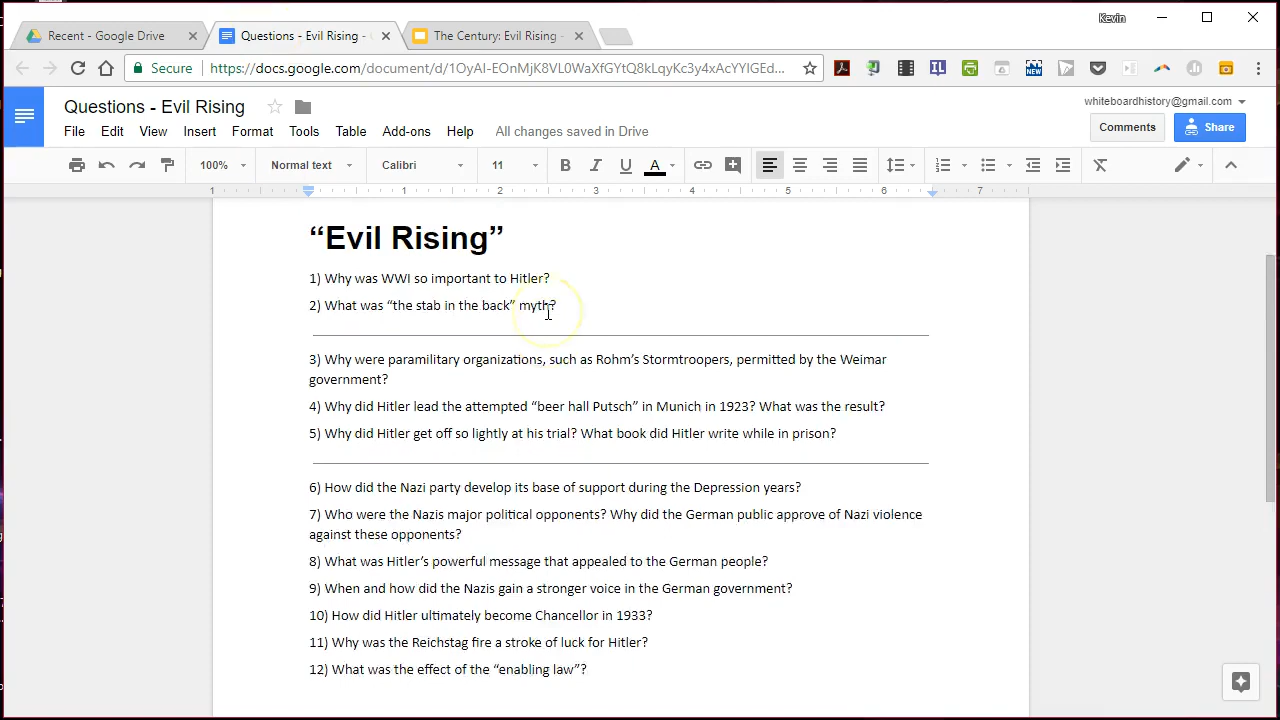 Kevin
Recent - Google Drive
Questions - Evil Rising -
The Century: Evil Rising -
Secure
https://docs.google.com/document/d/1OyAI-EOnMjK8VL0WaXfGYtQ8kLqyKc3y4xAcYYIGEd...
NEW
Questions - Evil Rising
whiteboardhistory@gmail.com
File Edit View Insert Format Tools Table Add-ons Help All changes saved in Drive
Comments
Share
100% Normal text Calibri 11 B I U A
1 1 2 3 4 5 6 7
“Evil Rising”
1) Why was WWI so important to Hitler?
2) What was “the stab in the back” myth?
3) Why were paramilitary organizations, such as Rohm’s Stormtroopers, permitted by the Weimar
government?
4) Why did Hitler lead the attempted “beer hall Putsch” in Munich in 1923? What was the result?
5) Why did Hitler get off so lightly at his trial? What book did Hitler write while in prison?
6) How did the Nazi party develop its base of support during the Depression years?
7) Who were the Nazis major political opponents? Why did the German public approve of Nazi violence
against these opponents?
8) What was Hitler’s powerful message that appealed to the German people?
9) When and how did the Nazis gain a stronger voice in the German government?
10) How did Hitler ultimately become Chancellor in 1933?
11) Why was the Reichstag fire a stroke of luck for Hitler?
12) What was the effect of the “enabling law”?